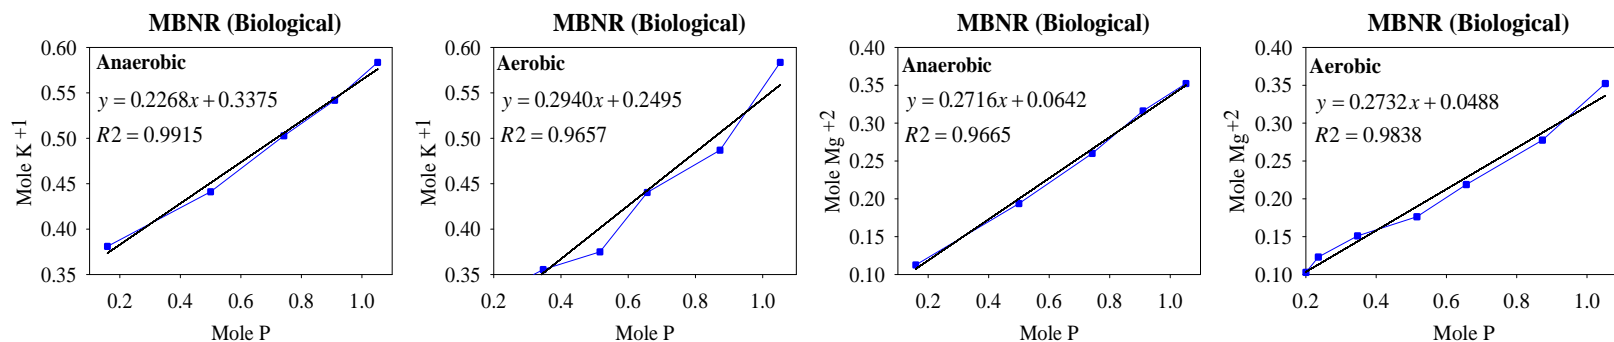 MBNR (Biological)
0.60
0.55
0.50
0.45
0.40
0.35
Mole K+1
Anaerobic
y = 0.2268x + 0.3375
R2 = 0.9915
0.2 0.4 0.6 0.8 1.0
Mole P
MBNR (Biological)
0.60
0.55
0.50
0.45
0.40
0.35
Mole K+1
Aerobic
y = 0.2940x + 0.2495
R2 = 0.9657
0.2 0.4 0.6 0.8 1.0
Mole P
MBNR (Biological)
0.40
0.35
0.30
0.25
0.20
0.15
0.10
Mole Mg+2
Anaerobic
y = 0.2716x + 0.0642
R2 = 0.9665
0.2 0.4 0.6 0.8 1.0
Mole P
MBNR (Biological)
0.40
0.35
0.30
0.25
0.20
0.15
0.10
Mole Mg+2
Aerobic
y = 0.2732x + 0.0488
R2 = 0.9838
0.2 0.4 0.6 0.8 1.0
Mole P